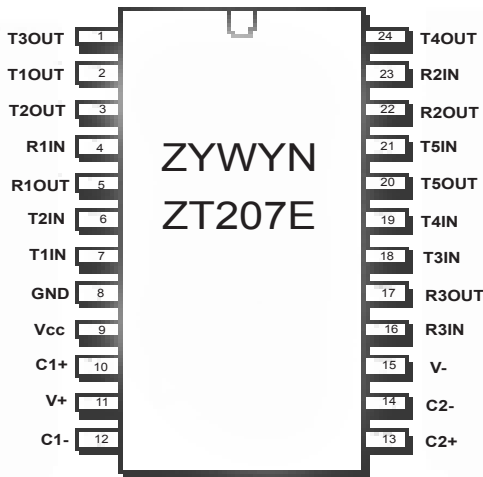 T3OUT 1 24 T4OUT
T1OUT 2 23 R2IN
T2OUT 3 22 R2OUT
R1IN 4 21 T5IN
R1OUT 5 20 T5OUT
T2IN 6 19 T4IN
T1IN 7 18 T3IN
GND 8 17 R3OUT
Vcc 9 16 R3IN
C1+ 10 15 V-
V+ 11 14 C2-
C1- 12 13 C2+
ZYWYN
ZT207E